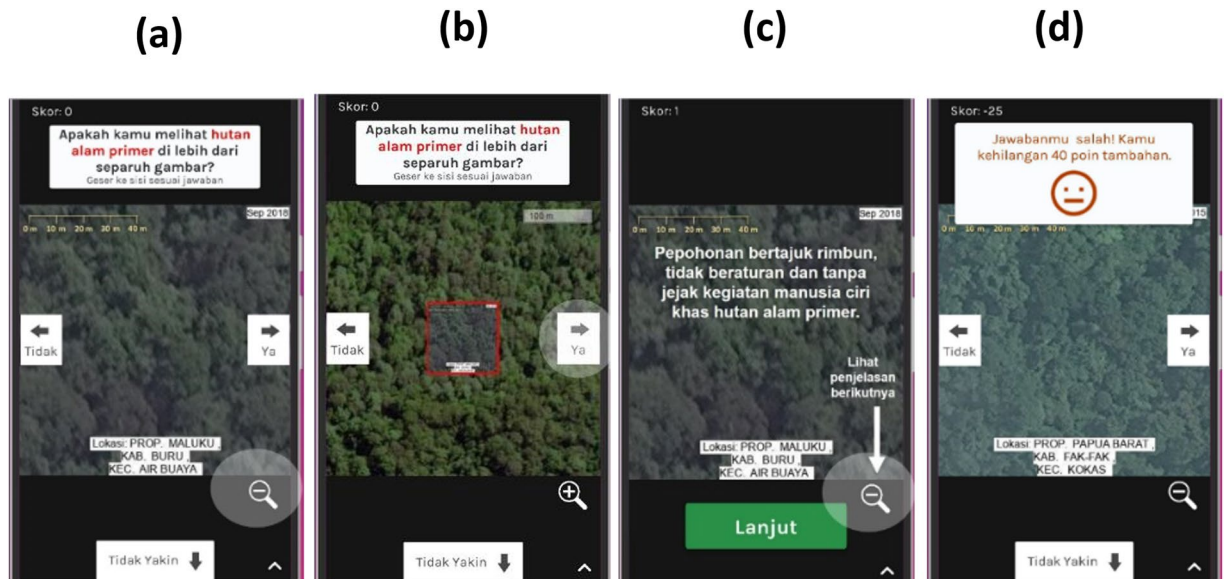 (a)
(b)
(c)
(d)
Skor: 0
Apakah kamu melihat hutan
alam primer di lebih dari
separuh gambar?
Geser ke sisi sesuai jawaban
Sep 2018
0 m 10 m 20 m 30 m 40 m
Tidak
Ya
Lokasi: PROP. MALUKU ,
KAB. BURU ,
KEC. AIR BUAYA
Tidak Yakin
Skor: 0
Apakah kamu melihat hutan
alam primer di lebih dari
separuh gambar?
Geser ke sisi sesuai jawaban
100 m
Tidak
Ya
Tidak Yakin
Skor: 1
Sep 2018
0 m 10 m 20 m 30 m 40 m
Pepohonan bertajuk rimbun,
tidak beraturan dan tanpa
jejak kegiatan manusia ciri
khas hutan alam primer.
Lihat
penjelasan
berikutnya
Lokasi: PROP. MALUKU ,
KAB. BURU ,
KEC. AIR BUAYA
Lanjut
Skor: -25
Jawabanmu salah! Kamu
kehilangan 40 poin tambahan.
0 m 10 m 20 m 30 m 40 m
Tidak
Ya
Lokasi: PROP. PAPUA BARAT ,
KAB. FAK-FAK ,
KEC. KOKAS
Tidak Yakin